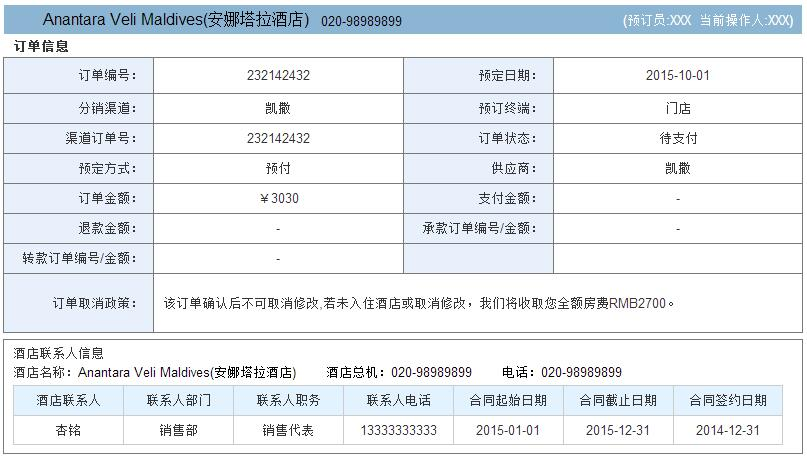 Anantara Veli Maldives(安娜塔拉酒店) 020-98989899 (预订员:XXX 当前操作人:XXX)
订单信息
订单编号： 232142432 预定日期： 2015-10-01
分销渠道： 凯撒 预订终端： 门店
渠道订单号： 232142432 订单状态： 待支付
预定方式： 预付 供应商： 凯撒
订单金额： ￥3030 支付金额： -
退款金额： - 承款订单编号/金额： -
转款订单编号/金额： -
订单取消政策： 该订单确认后不可取消修改,若未入住酒店或取消修改，我们将收取您全额房费RMB2700。
酒店联系人信息
酒店名称：Anantara Veli Maldives(安娜塔拉酒店) 酒店总机：020-98989899 电话：020-98989899
酒店联系人 联系人部门 联系人职务 联系人电话 合同起始日期 合同截止日期 合同签约日期
杏铭 销售部 销售代表 13333333333 2015-01-01 2015-12-31 2014-12-31